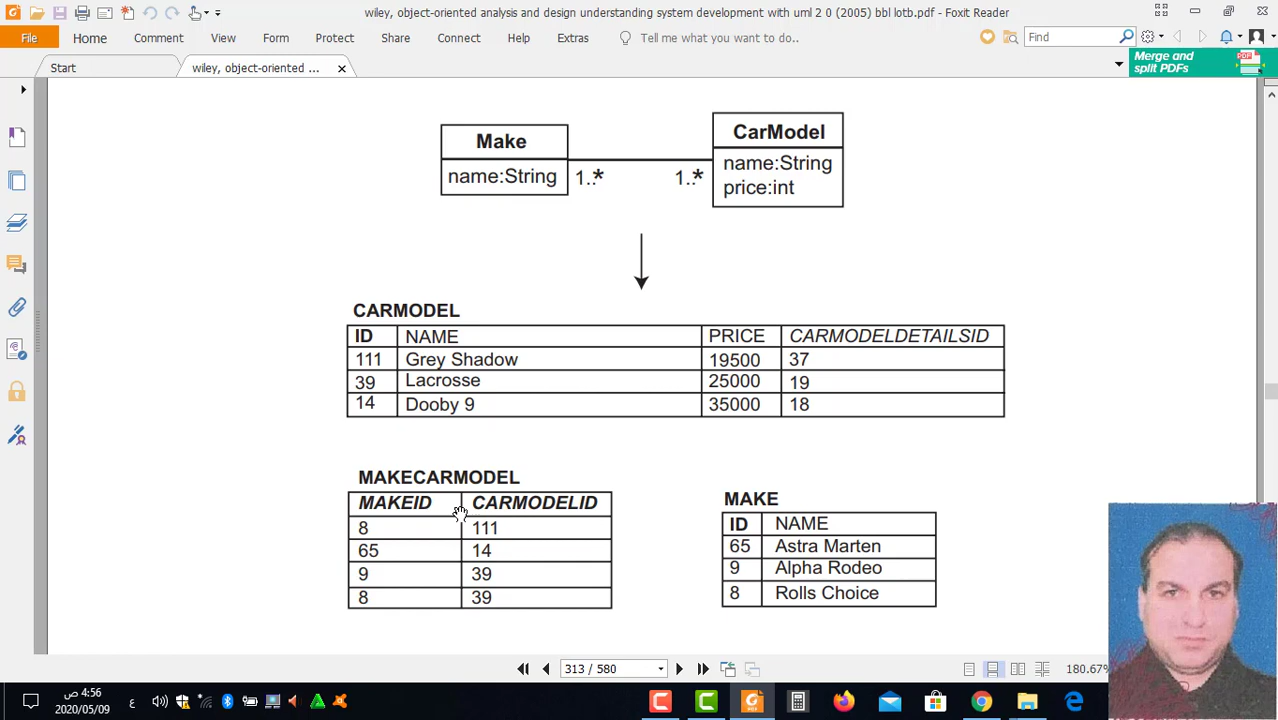 wiley, object-oriented analysis and design understanding system development with uml 2 0 (2005) bbl lotb.pdf - Foxit Reader
File Home Comment View Form Protect Share Connect Help Extras Tell me what you want to do.. Find
Start wiley, object-oriented ... Merge and
split PDFs
Make
name:String
1..*
1..*
CarModel
name:String
price:int
CARMODEL
ID NAME PRICE CARMODELDETAILSID
111 Grey Shadow 19500 37
39 Lacrosse 25000 19
14 Dooby 9 35000 18
MAKECARMODEL
MAKEID CARMODELID
8 111
65 14
9 39
8 39
MAKE
ID NAME
65 Astra Marten
9 Alpha Rodeo
8 Rolls Choice
313 / 580 180.67%
4:56 ص
2020/05/09
ع